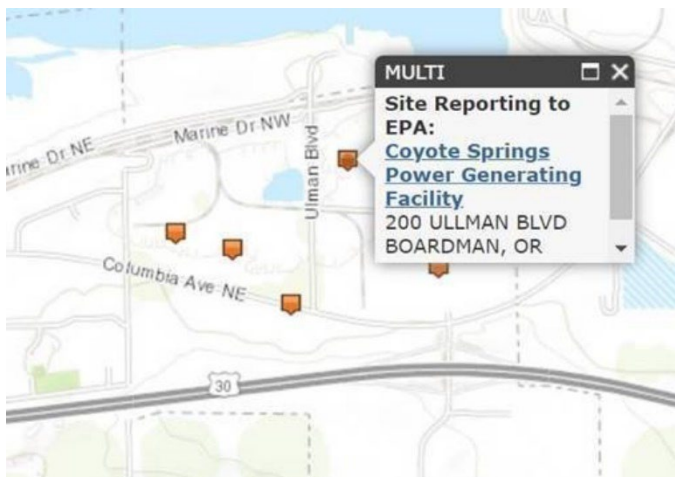 MULTI
Site Reporting to
EPA:
Coyote Springs
Power Generating
Facility
200 ULLMAN BLVD
BOARDMAN, OR
Marine Dr NW
arine Dr NE
Ulman Blvd
Columbia Ave NE
30